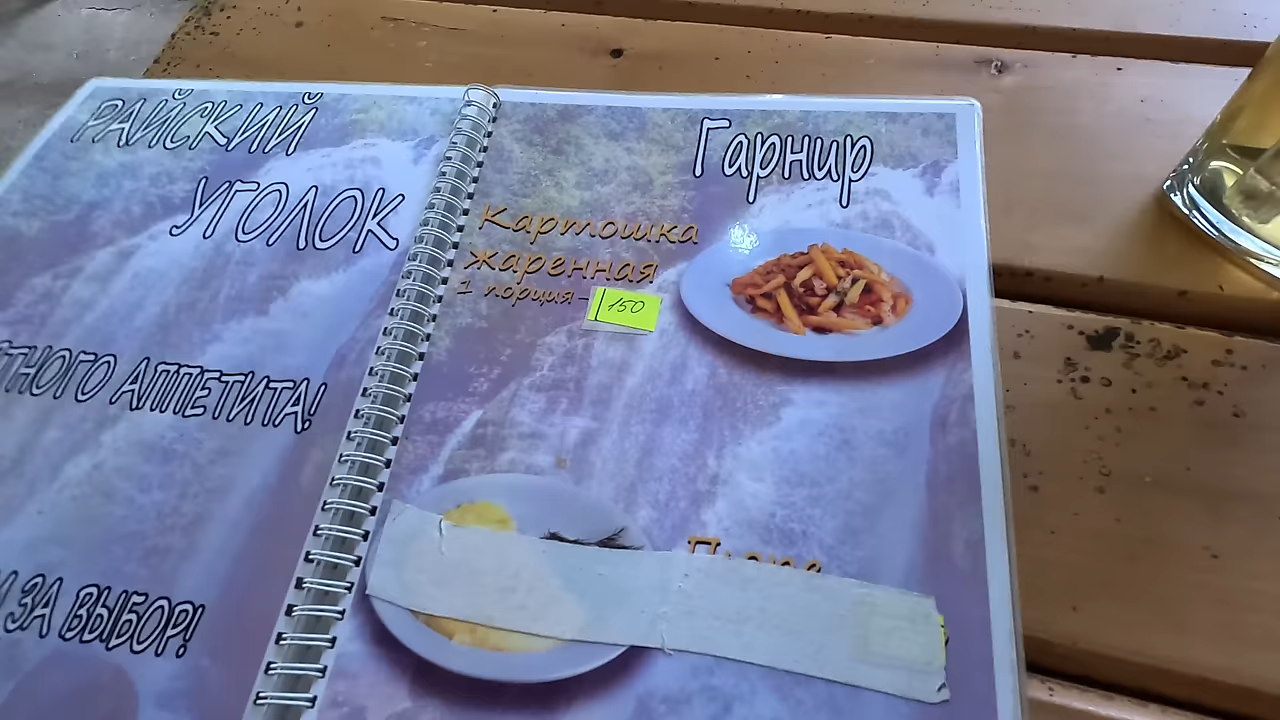 РАЙСКИЙ
УГОЛОК
ТНОГО АППЕТИТА!
ЗА ВЫБОР!
Гарнир
Картошка
жаренная
1 порция- 150